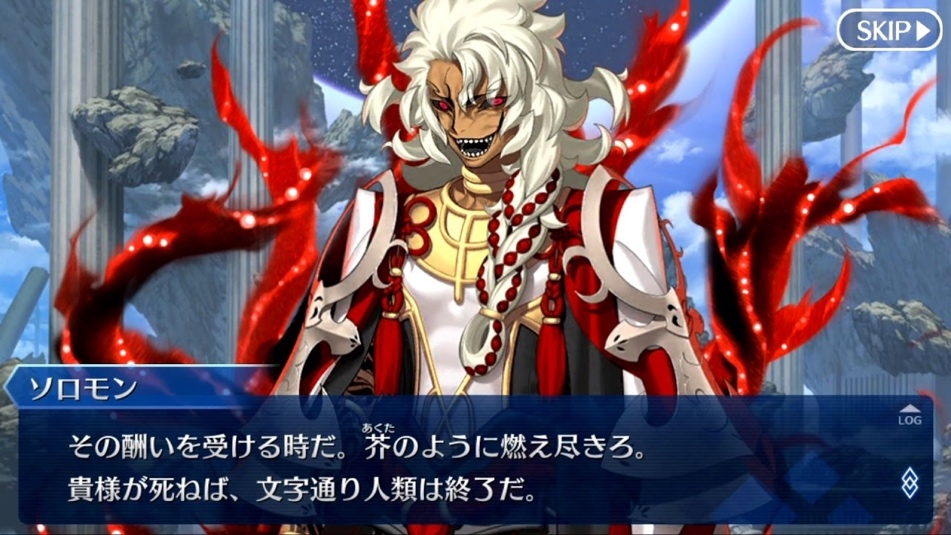 SKIP
ソロモン
LOG
その酬いを受ける時だ。芥のように燃え尽きろ。
あくた
貴様が死ねば、文字通り人類は終了だ。